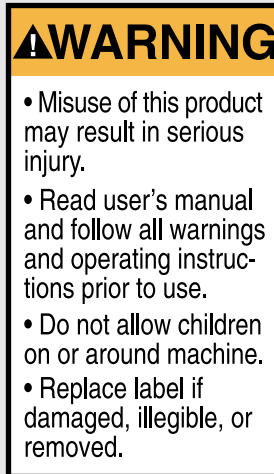 WARNING
• Misuse of this product
may result in serious
injury.
• Read user's manual
and follow all warnings
and operating instruc-
tions prior to use.
• Do not allow children
on or around machine.
• Replace label if
damaged, illegible, or
removed.